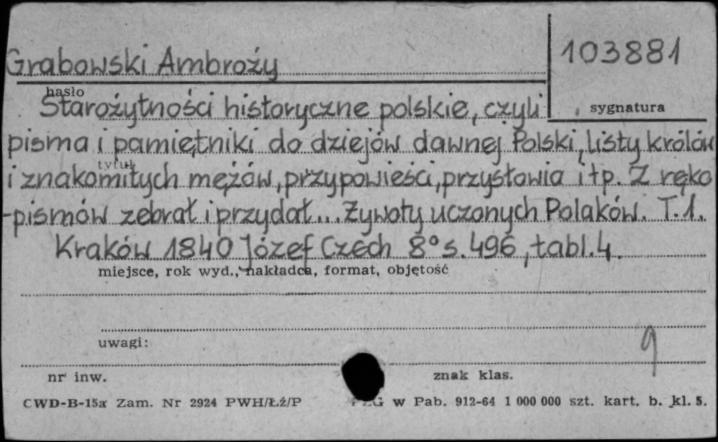 Grabowski Ambroży
103881
hasło
sygnatura
Starożytności historyczne polskie, czyli
pisma i pamiętniki do dziejów dawnej Polski, listy królów
tytuł
i znakomitych mężów, przypowieści, przysłowia itp. Z ręko
-pismów zebrał i przydał... Żywoty uczonych Polaków. T.1.
Kraków 1840 Józef Czech 8° s. 496, tabl. 4.
miejsce, rok wyd., nakładca, format, objętość
uwagi:
9
nr inw.
znak klas.
CWD-B-15a Zam. Nr 2924 PWH/Łż/P
w Pab. 912-64 1 000 000 szt. kart. b. kl. 5.